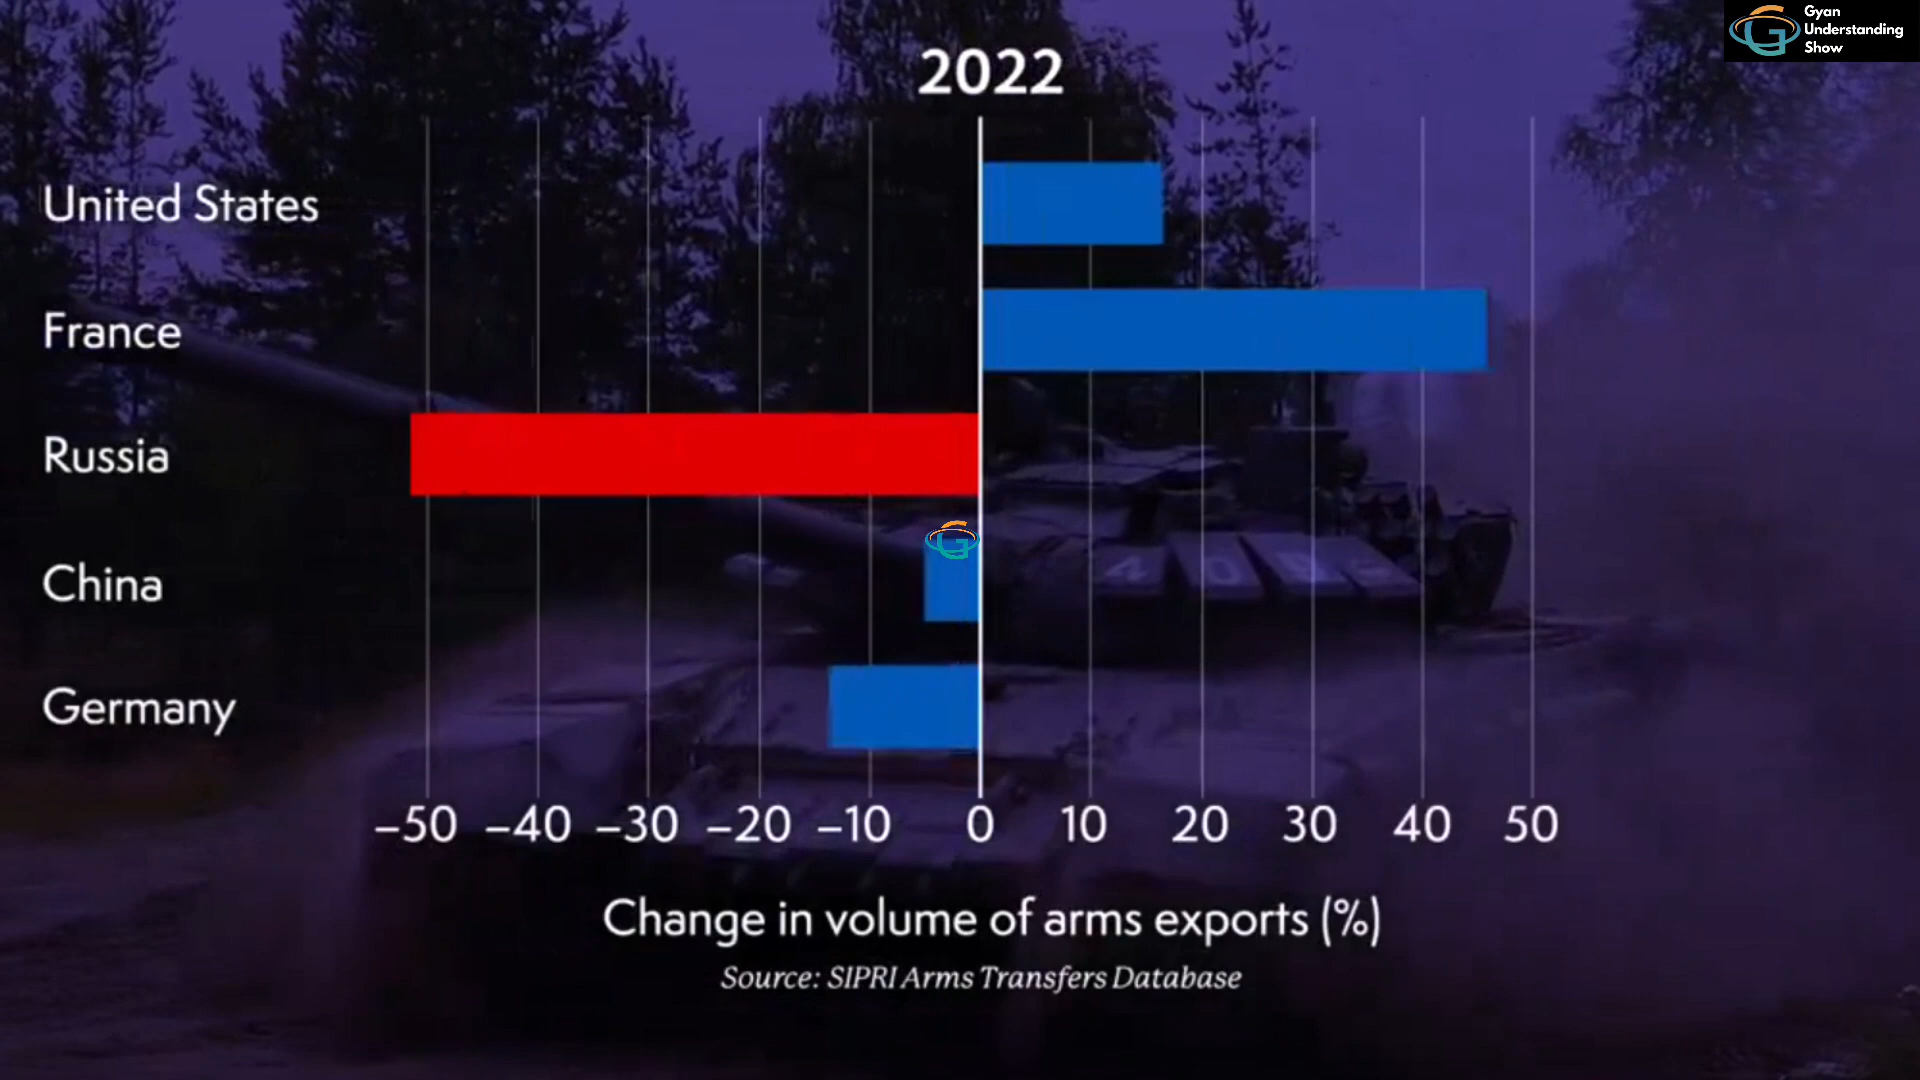 Gyan
Understanding
Show
2022
United States
France
Russia
China
Germany
–50 –40 –30 –20 –10 0 10 20 30 40 50
Change in volume of arms exports (%)
Source: SIPRI Arms Transfers Database